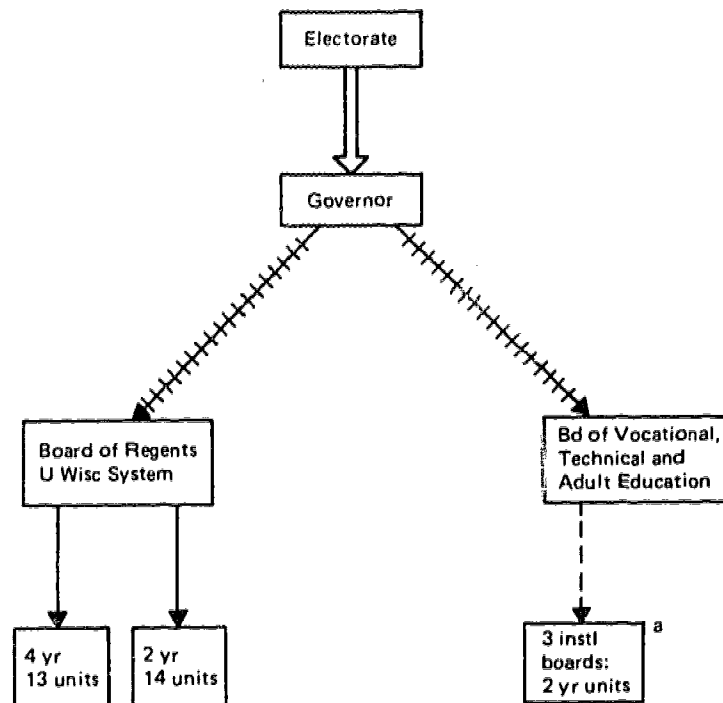 Electorate
Governor
Board of Regents
U Wisc System
Bd of Vocational,
Technical and
Adult Education
4 yr
13 units
2 yr
14 units
3 instl
boards:
2 yr units
a